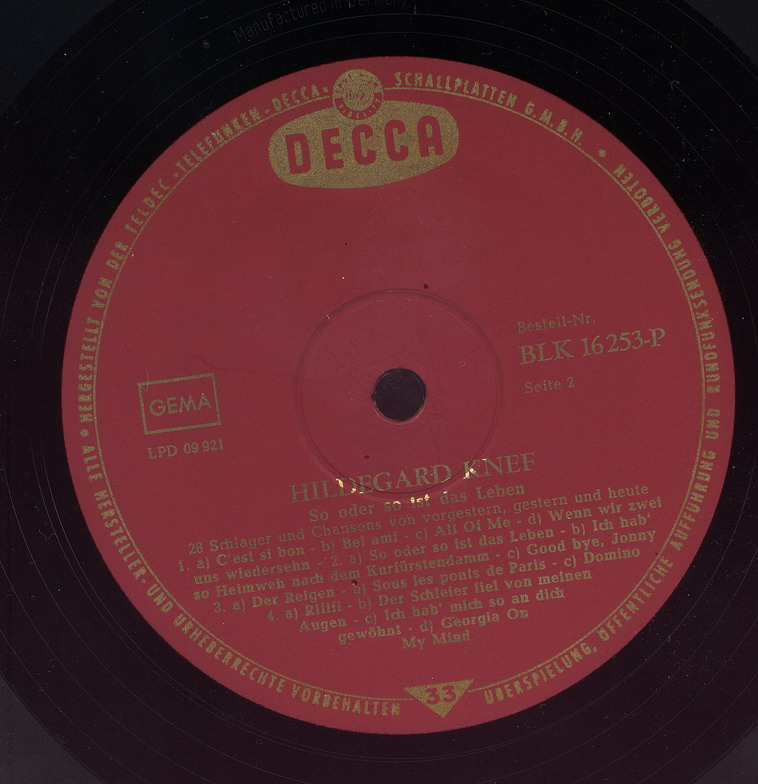 Manufactured in Germany
HERGESTELLT VON DER TELDEC • TELEFUNKEN-DECCA • SCHALLPLATTEN G.M.B.H. •
DECCA
Bestell-Nr.
BLK 16 253-P
Seite 2
GEMA
LPD 09 921
HILDEGARD KNEF
So oder so ist das Leben
28 Schlager und Chansons von vorgestern, gestern und heute
1. a) C'est si bon - b) Bel ami - c) All Of Me - d) Wenn wir zwei
uns wiedersehn - 2. a) So oder so ist das Leben - b) Ich hab'
so Heimweh nach dem Kurfürstendamm - c) Good bye, Jonny
3. a) Der Reigen - b) Sous les ponts de Paris - c) Domino
4. a) Rififi - b) Der Schleier fiel von meinen
Augen - c) Ich hab' mich so an dich
gewöhnt - d) Georgia On
My Mind
33
ALLE HERSTELLER- UND URHEBERRECHTE VORBEHALTEN
ÜBERSPIELUNG, ÖFFENTLICHE AUFFÜHRUNG UND RUNDFUNKSENDUNG VERBOTEN